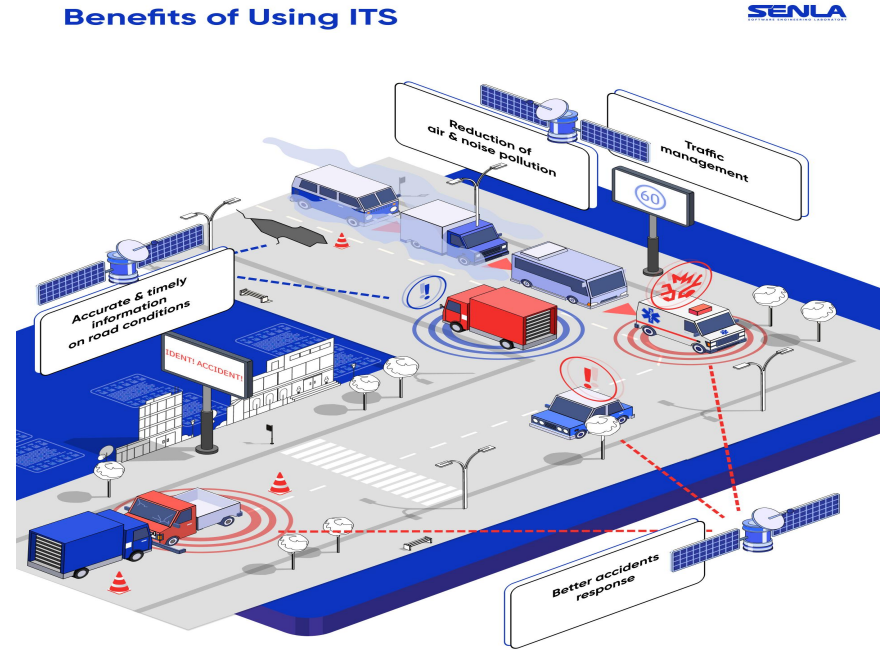 Benefits of Using ITS
SENLA
SOFTWARE ENGINEERING LABORATORY
Reduction of
air & noise pollution
Traffic
management
60
Accurate & timely
information
on road conditions
IDENT! ACCIDENT!
Better accidents
response